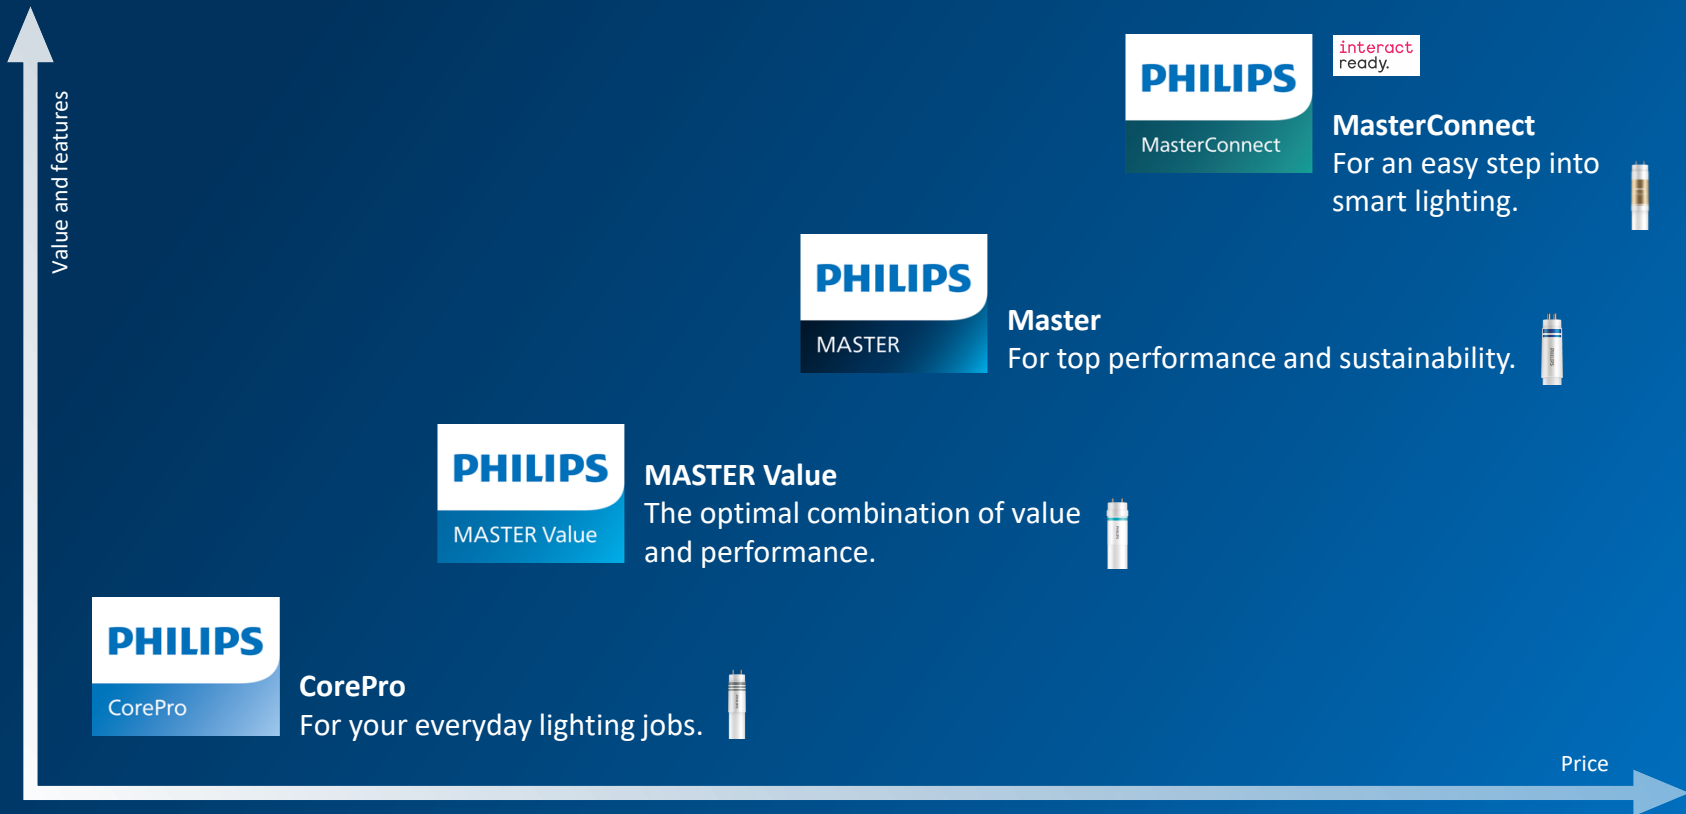 Value and features
PHILIPS
MasterConnect
interact
ready.
MasterConnect
For an easy step into
smart lighting.
PHILIPS
MASTER
Master
For top performance and sustainability.
PHILIPS
MASTER Value
MASTER Value
The optimal combination of value
and performance.
PHILIPS
CorePro
CorePro
For your everyday lighting jobs.
Price